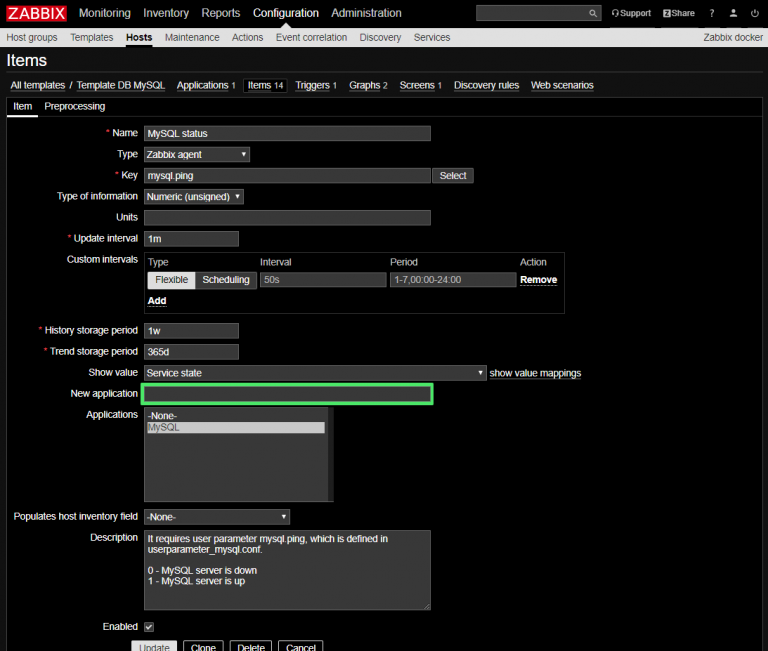 ZABBIX Monitoring Inventory Reports Configuration Administration Support Z Share ?
Host groups Templates Hosts Maintenance Actions Event correlation Discovery Services Zabbix docker
Items
All templates / Template DB MySQL Applications 1 Items 14 Triggers 1 Graphs 2 Screens 1 Discovery rules Web scenarios
Item Preprocessing
* Name MySQL status
Type Zabbix agent
* Key mysql.ping Select
Type of information Numeric (unsigned)
Units
* Update interval 1m
Custom intervals Type Interval Period Action
Flexible Scheduling 50s 1-7,00:00-24:00 Remove
Add
* History storage period 1w
* Trend storage period 365d
Show value Service state show value mappings
New application
Applications -None-
MySQL
Populates host inventory field -None-
Description It requires user parameter mysql.ping, which is defined in
userparameter_mysql.conf.
0 - MySQL server is down
1 - MySQL server is up
Enabled
Update Clone Delete Cancel